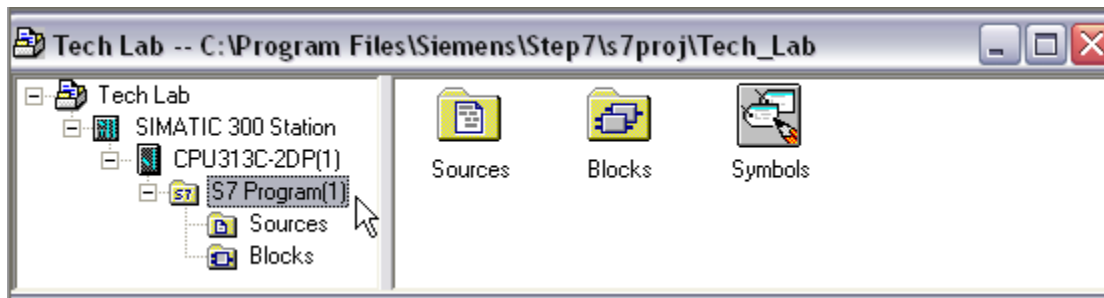 Tech Lab -- C:\Program Files\Siemens\Step7\s7proj\Tech_Lab
Tech Lab
SIMATIC 300 Station
CPU313C-2DP(1)
S7 S7 Program(1)
Sources
Blocks
Sources Blocks Symbols